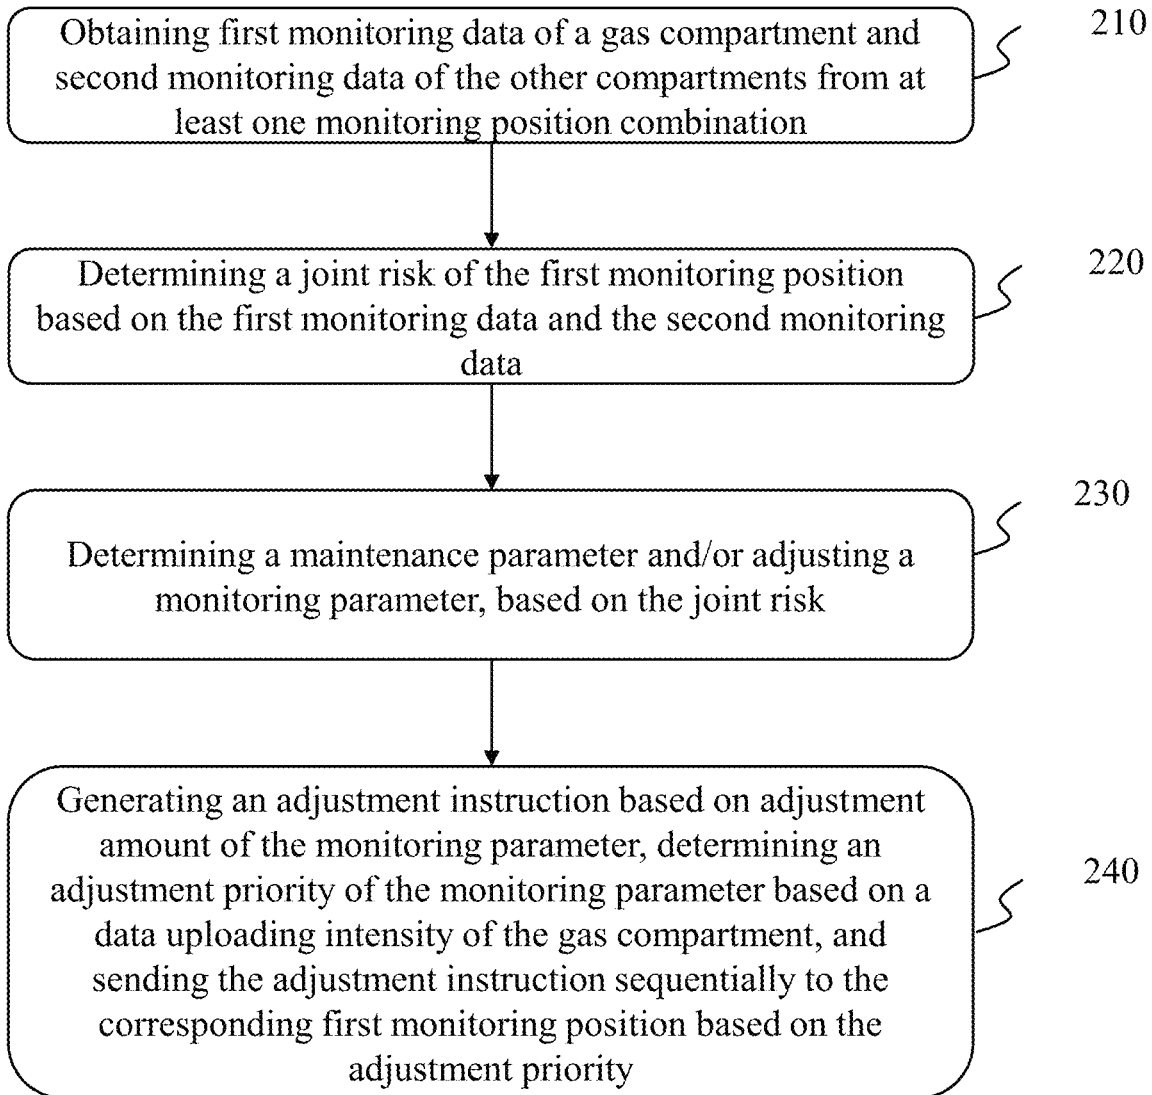 Obtaining first monitoring data of a gas compartment and
second monitoring data of the other compartments from at
least one monitoring position combination
210
Determining a joint risk of the first monitoring position
based on the first monitoring data and the second monitoring
data
220
Determining a maintenance parameter and/or adjusting a
monitoring parameter, based on the joint risk
230
Generating an adjustment instruction based on adjustment
amount of the monitoring parameter, determining an
adjustment priority of the monitoring parameter based on a
data uploading intensity of the gas compartment, and
sending the adjustment instruction sequentially to the
corresponding first monitoring position based on the
adjustment priority
240